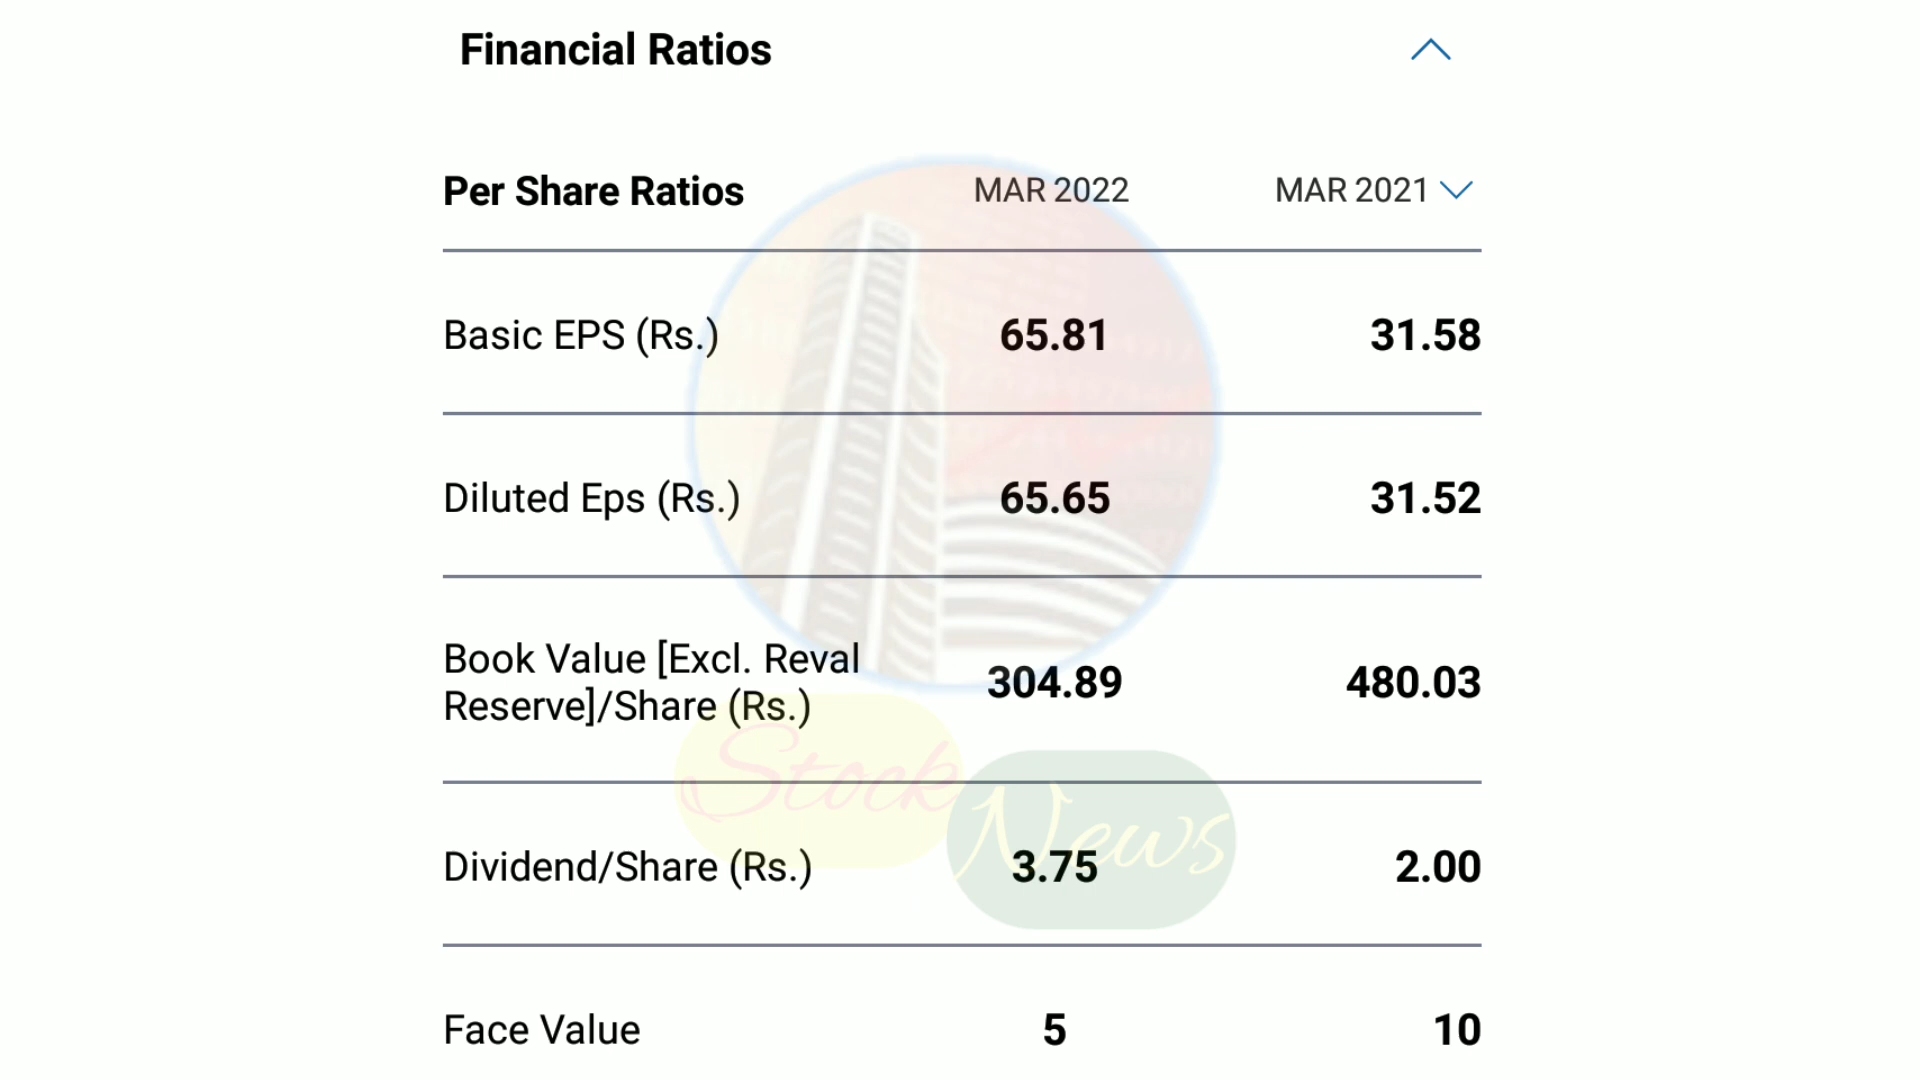 Financial Ratios
Per Share Ratios MAR 2022 MAR 2021
Basic EPS (Rs.) 65.81 31.58
Diluted Eps (Rs.) 65.65 31.52
Book Value [Excl. Reval
Reserve]/Share (Rs.) 304.89 480.03
Stock
News
Dividend/Share (Rs.) 3.75 2.00
Face Value 5 10